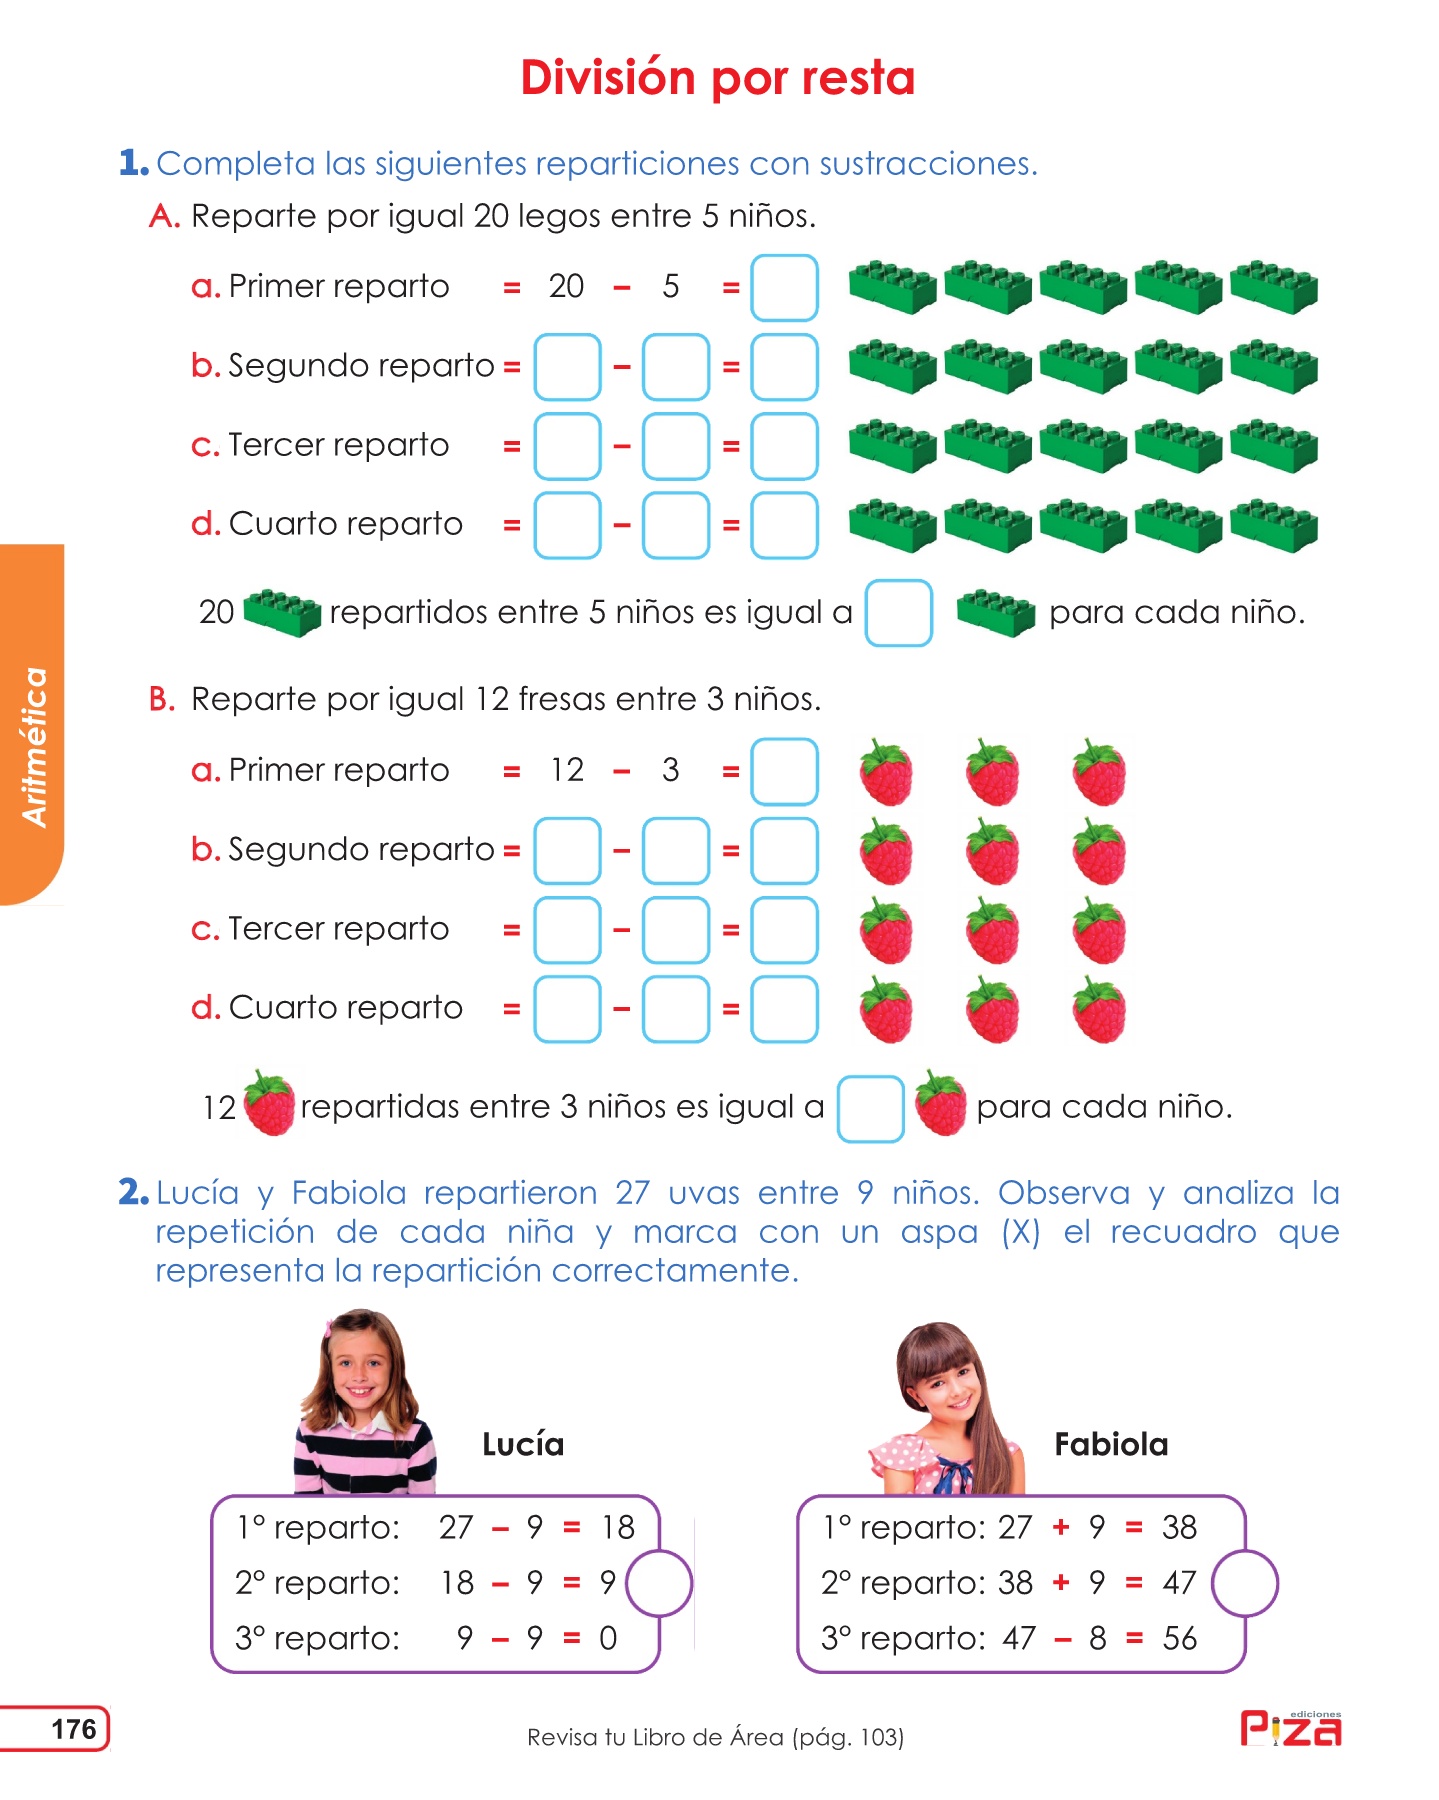 División por resta
1. Completa las siguientes reparticiones con sustracciones.
A. Reparte por igual 20 legos entre 5 niños.
a. Primer reparto = 20 – 5 =
b. Segundo reparto = – =
c. Tercer reparto = – =
d. Cuarto reparto = – =
20 repartidos entre 5 niños es igual a para cada niño.
B. Reparte por igual 12 fresas entre 3 niños.
a. Primer reparto = 12 – 3 =
b. Segundo reparto = – =
c. Tercer reparto = – =
d. Cuarto reparto = – =
12 repartidas entre 3 niños es igual a para cada niño.
Aritmética
2. Lucía y Fabiola repartieron 27 uvas entre 9 niños. Observa y analiza la
repetición de cada niña y marca con un aspa (X) el recuadro que
representa la repartición correctamente.
Lucía
1° reparto: 27 – 9 = 18
2° reparto: 18 – 9 = 9
3° reparto: 9 – 9 = 0
Fabiola
1° reparto: 27 + 9 = 38
2° reparto: 38 + 9 = 47
3° reparto: 47 – 8 = 56
176
Revisa tu Libro de Área (pág. 103)
ediciones
Piza